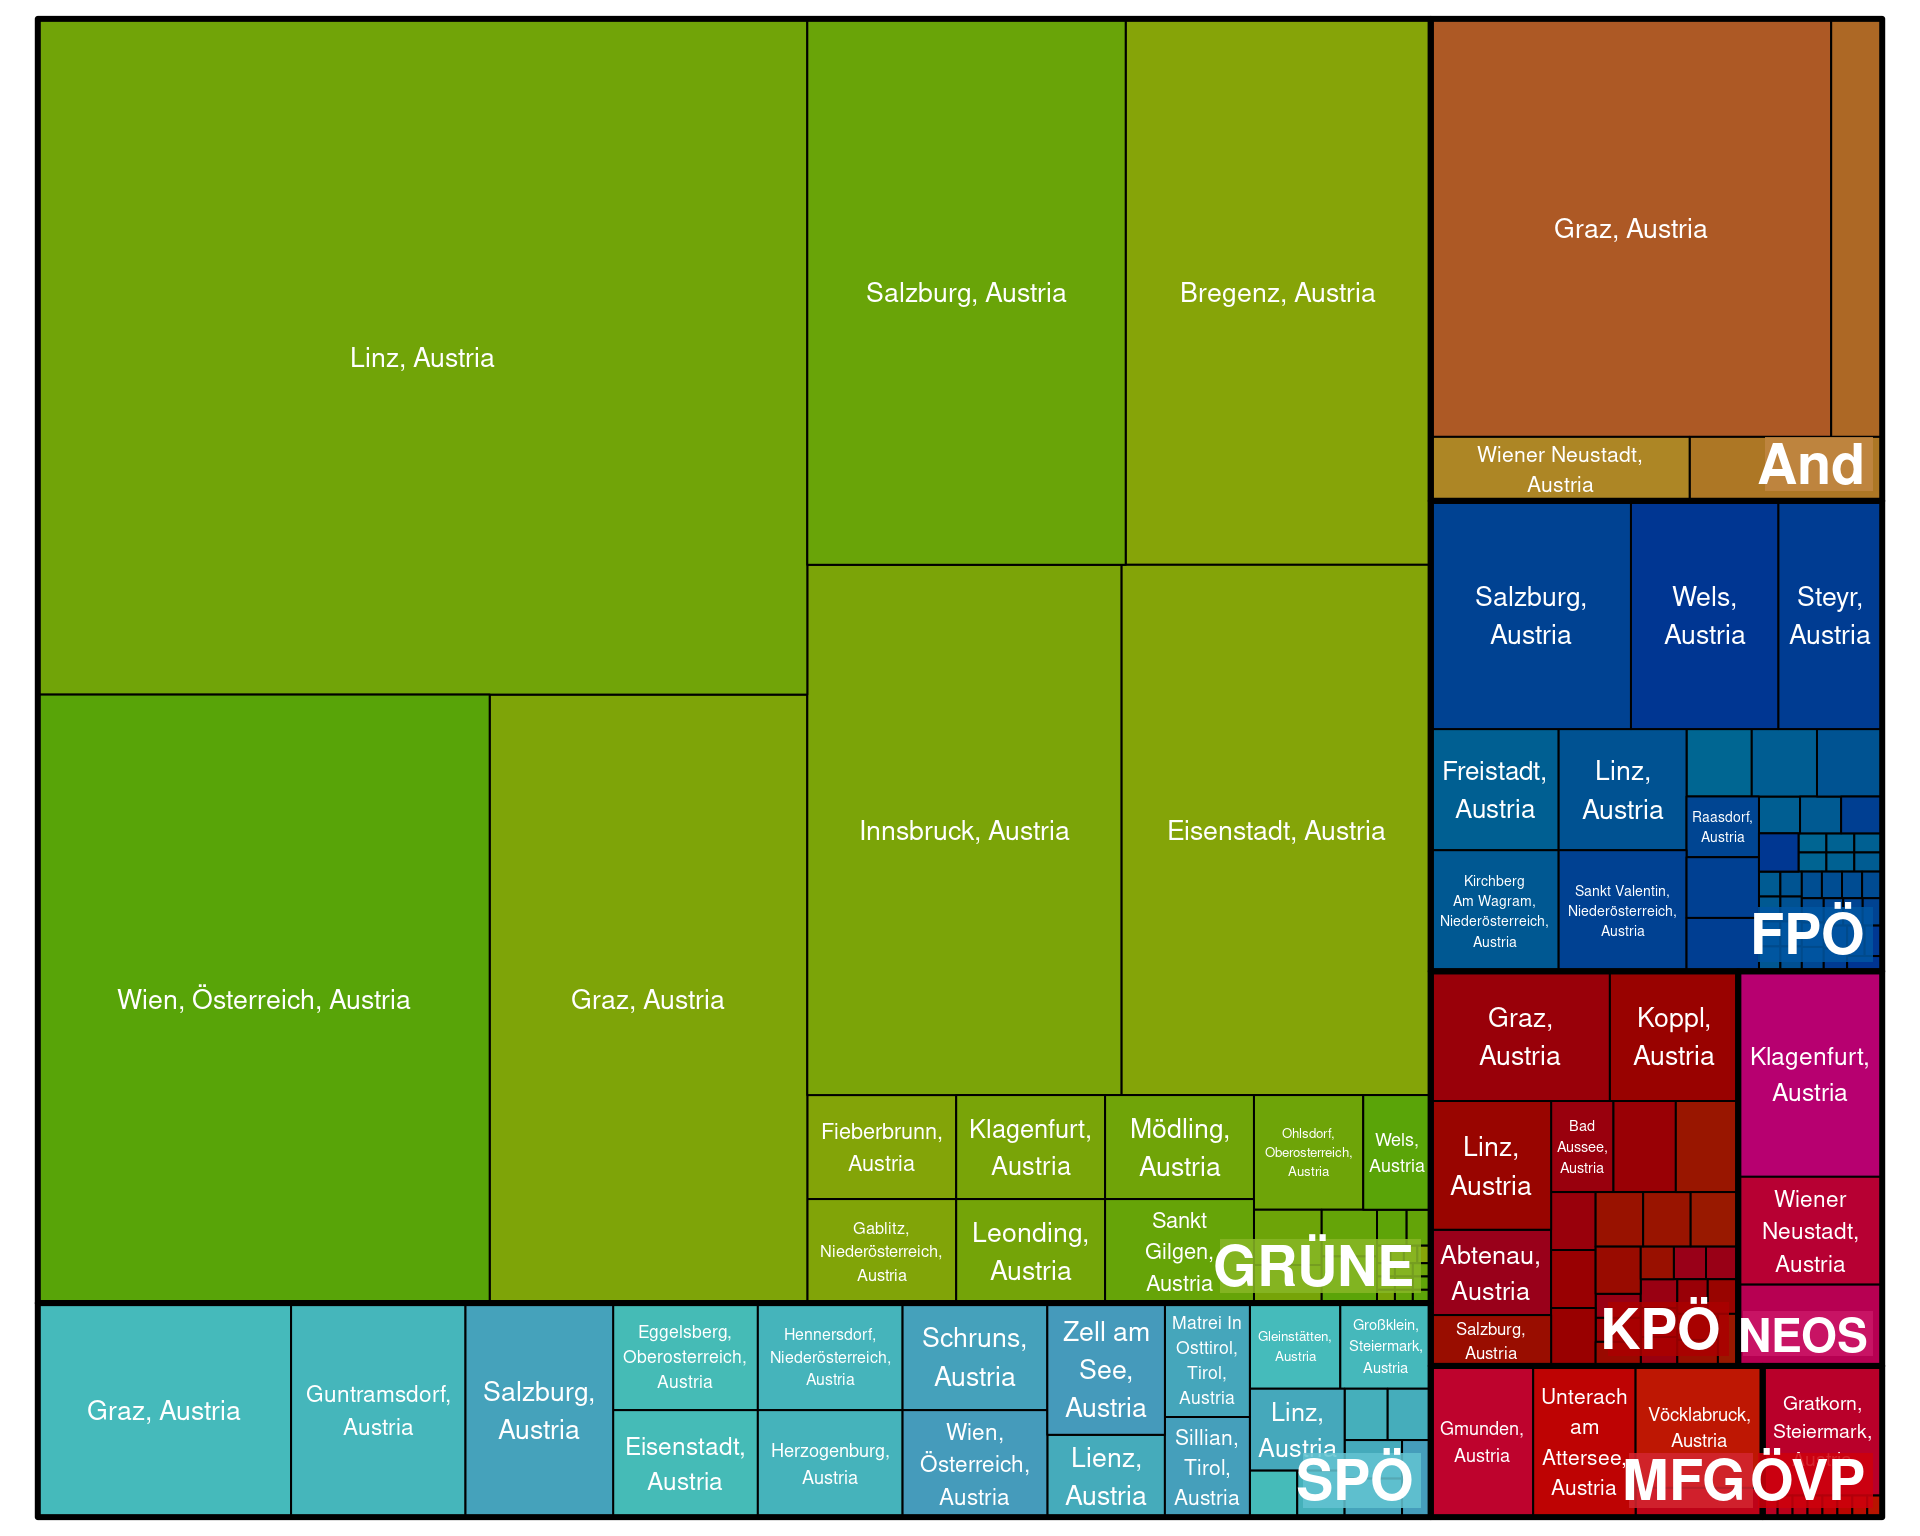 Linz, Austria
Salzburg, Austria
Bregenz, Austria
Wien, Österreich, Austria
Graz, Austria
Innsbruck, Austria
Eisenstadt, Austria
Fieberbrunn,
Austria
Klagenfurt,
Austria
Mödling,
Austria
Ohlsdorf,
Oberosterreich,
Austria
Wels,
Austria
Gablitz,
Niederösterreich,
Austria
Leonding,
Austria
Sankt
Gilgen,
Austria
GRÜNE
Graz, Austria
Guntramsdorf,
Austria
Salzburg,
Austria
Eggelsberg,
Oberosterreich,
Austria
Eisenstadt,
Austria
Hennersdorf,
Niederösterreich,
Austria
Herzogenburg,
Austria
Schruns,
Austria
Wien,
Österreich,
Austria
Zell am
See,
Austria
Lienz,
Austria
Matrei In
Osttirol,
Tirol,
Austria
Sillian,
Tirol,
Austria
Gleinstätten,
Austria
Großklein,
Steiermark,
Austria
Linz,
Austria
SPÖ
Graz, Austria
Wiener Neustadt,
Austria
And
Salzburg,
Austria
Wels,
Austria
Steyr,
Austria
Freistadt,
Austria
Linz,
Austria
Raasdorf,
Austria
Kirchberg
Am Wagram,
Niederösterreich,
Austria
Sankt Valentin,
Niederösterreich,
Austria
FPÖ
Graz,
Austria
Koppl,
Austria
Linz,
Austria
Bad
Aussee,
Austria
Abtenau,
Austria
Salzburg,
Austria
KPÖ
Klagenfurt,
Austria
Wiener
Neustadt,
Austria
NEOS
Gmunden,
Austria
Unterach
am
Attersee,
Austria
Vöcklabruck,
Austria
MFG
Gratkorn,
Steiermark,
Austria
ÖVP